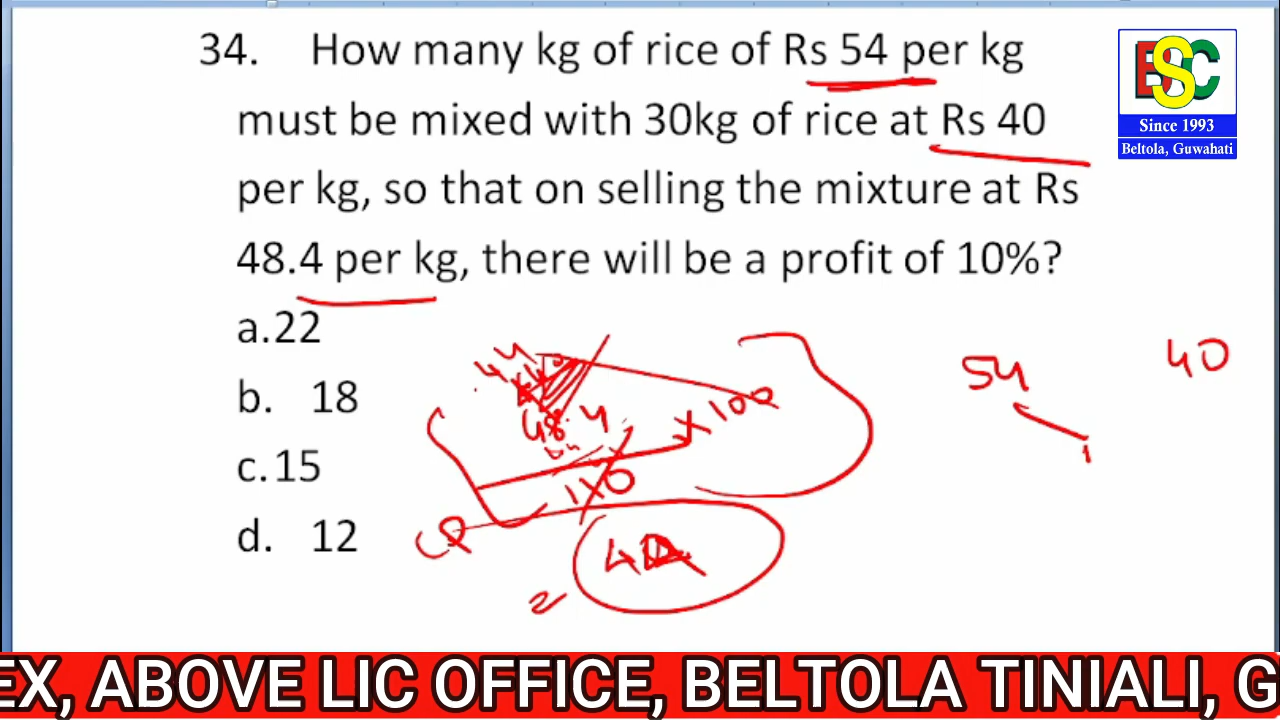 34. How many kg of rice of Rs 54 per kg
must be mixed with 30kg of rice at Rs 40
per kg, so that on selling the mixture at Rs
48.4 per kg, there will be a profit of 10%?
a.22
b. 18
c.15
d. 12
BSC
Since 1993
Beltola, Guwahati
54 40
44
48.4
x 100
110
CP
EX, ABOVE LIC OFFICE, BELTOLA TINIALI, G